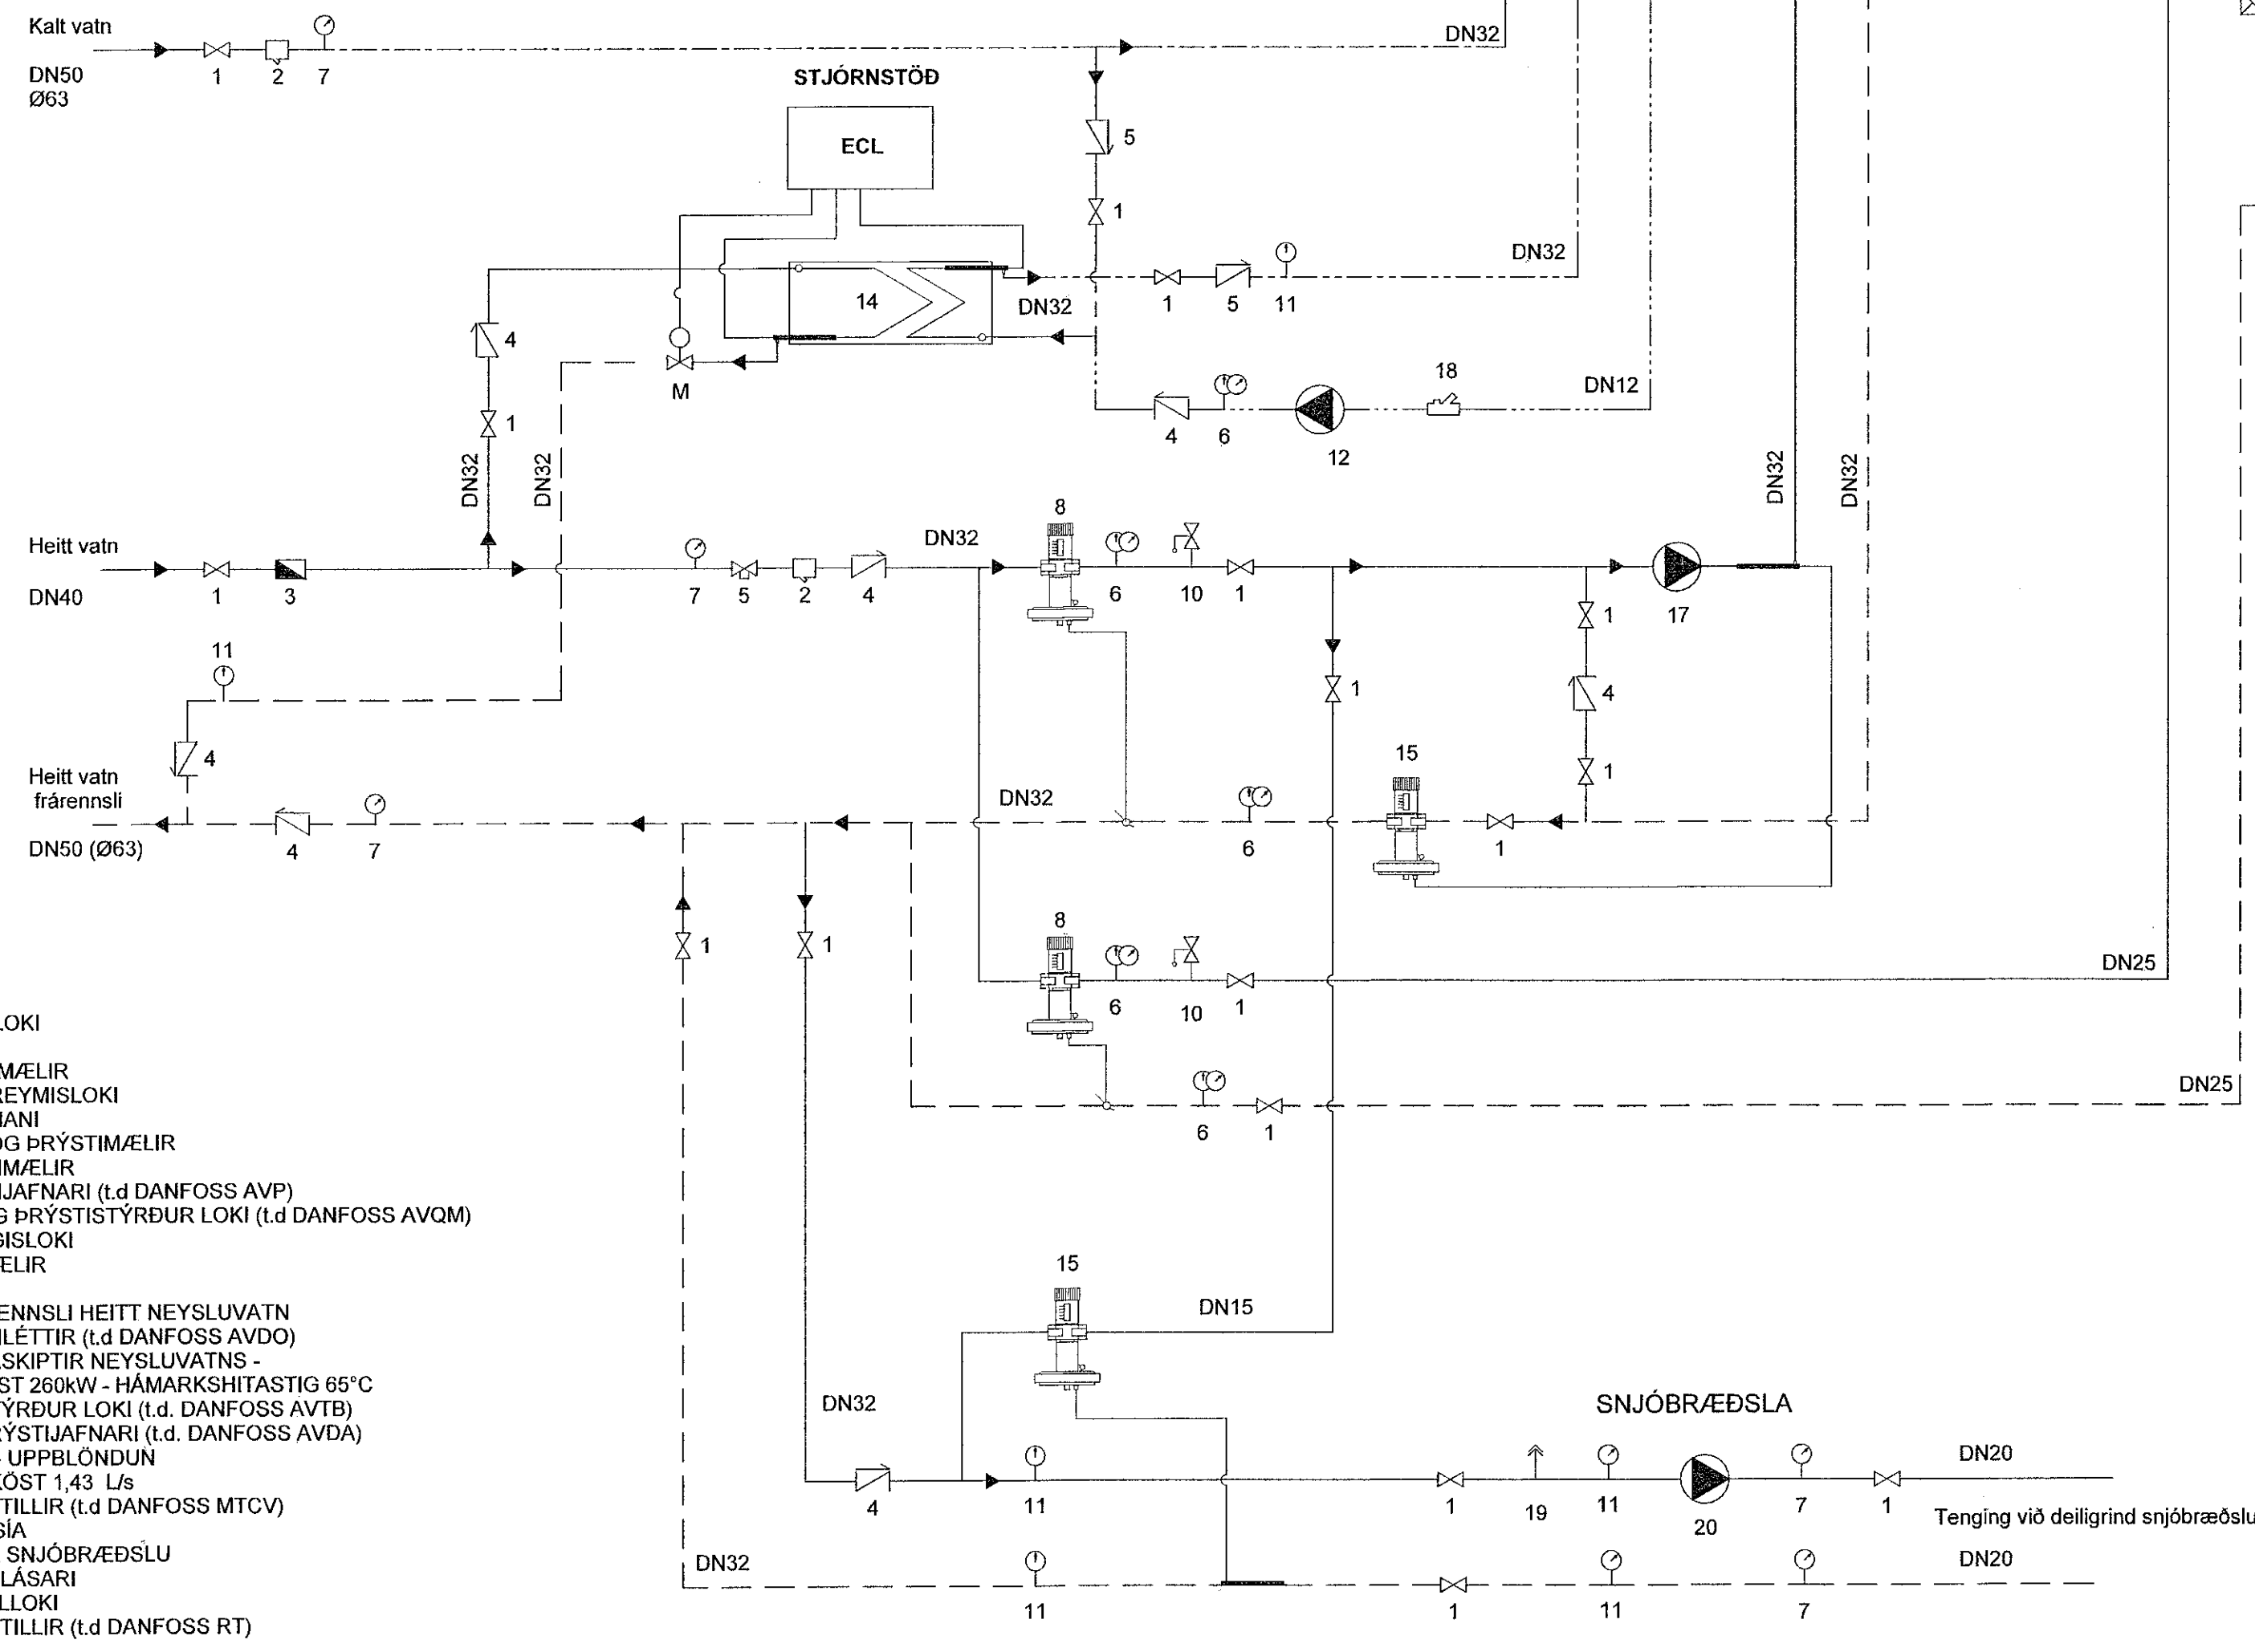 Kalt vatn
DN50
Ø63
1 2 7
DN32
STJÓRNSTÖÐ
ECL
5
1
DN32
14
DN32
1 5 11
4
M
18
DN12
1
4 6
12
DN32
DN32
DN32
DN32
8
Heitt vatn
DN32
DN40
1 3
7 5 2 4
6 10 1
1
17
11
1
4
4
15
1
Heitt vatn
frárennsli
DN32
DN50 (Ø63)
4 7
6
1
8
1
1
DN25
6 10 1
LOKI
MÆLIR
REYMISLOKI
HANI
OG ÞRÝSTIMÆLIR
IMÆLIR
IJAFNARI (t.d DANFOSS AVP)
G ÞRÝSTISTÝRÐUR LOKI (t.d DANFOSS AVQM)
GISLOKI
ÆLIR
ENNSLI HEITT NEYSLUVATN
ILÉTTIR (t.d DANFOSS AVDO)
SKIPTIR NEYSLUVATNS -
ST 260kW - HÁMARKSHITASTIG 65°C
TÝRÐUR LOKI (t.d. DANFOSS AVTB)
RÝSTIJAFNARI (t.d. DANFOSS AVDA)
- UPPBLÖNDUN
KÖST 1,43 L/s
TILLIR (t.d DANFOSS MTCV)
SÍA
SNJÓBRÆÐSLU
LÁSARI
LLOKI
TILLIR (t.d DANFOSS RT)
DN25
6 1
15
DN15
DN32
SNJÓBRÆÐSLA
DN20
4
11
1 19 11
20
7 1
Tenging við deiligrind snjóbræðslu
DN32
DN20
11
1 11 7